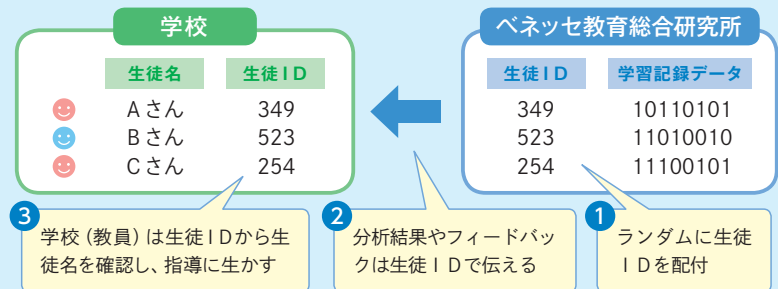 学校
生徒名 生徒ID
Aさん 349
Bさん 523
Cさん 254
ベネッセ教育総合研究所
生徒ID 学習記録データ
349 10110101
523 11010010
254 11100101
3
学校(教員)は生徒IDから生
徒名を確認し、指導に生かす
2
分析結果やフィードバッ
クは生徒IDで伝える
1
ランダムに生徒
IDを配付